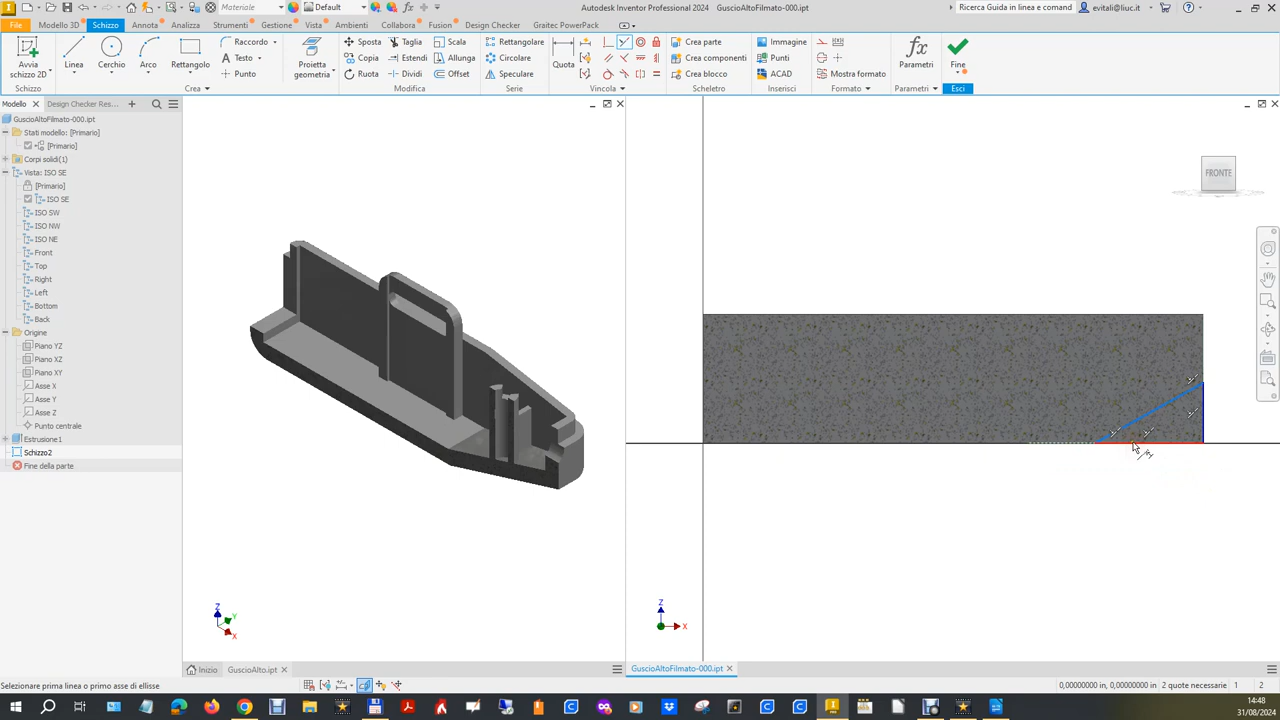 Materiale
Default
Autodesk Inventor Professional 2024 GuscioAltoFilmato-000.ipt
Ricerca Guida in linea e comand
evitali@liuc.it
File
Modello 3D
Schizzo
Annota
Analizza
Strumenti
Gestione
Vista
Ambienti
Collabora
Fusion
Design Checker
Graitec PowerPack
Avvia
schizzo 2D
Linea
Cerchio
Arco
Rettangolo
Raccordo
Testo
Punto
Proietta
geometria
Sposta
Copia
Ruota
Taglia
Estendi
Dividi
Scala
Allunga
Offset
Rettangolare
Circolare
Speculare
Quota
Crea parte
Crea componenti
Crea blocco
Immagine
Punti
ACAD
Mostra formato
fx
Parametri
Fine
Schizzo
Crea
Modifica
Serie
Vincola
Scheletro
Inserisci
Formato
Parametri
Esci
Modello
Design Checker Res...
GuscioAltoFilmato-000.ipt
Stati modello: [Primario]
[Primario]
Corpi solidi(1)
Vista: ISO SE
[Primario]
ISO SE
ISO SW
ISO NW
ISO NE
Front
Top
Right
Left
Bottom
Back
Origine
Piano YZ
Piano XZ
Piano XY
Asse X
Asse Y
Asse Z
Punto centrale
Estrusione1
Schizzo2
Fine della parte
FRONTE
Z
Y
X
Z
X
Inizio
GuscioAlto.ipt
GuscioAltoFilmato-000.ipt
Selezionare prima linea o primo asse di ellisse
0,00000000 in, 0,00000000 in
2 quote necessarie
1
2
14:48
31/08/2024